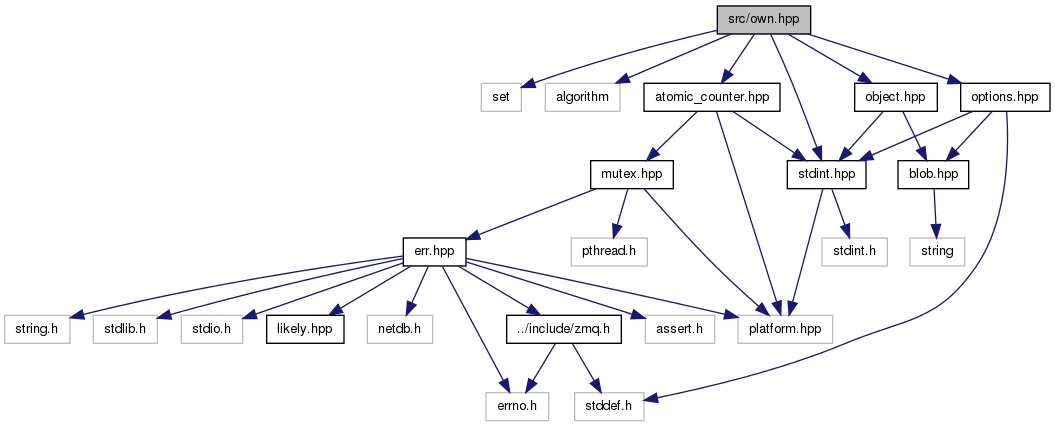 src/own.hpp
set
algorithm
atomic_counter.hpp
object.hpp
options.hpp
mutex.hpp
stdint.hpp
blob.hpp
err.hpp
pthread.h
stdint.h
string
string.h
stdlib.h
stdio.h
likely.hpp
netdb.h
../include/zmq.h
assert.h
platform.hpp
errno.h
stddef.h